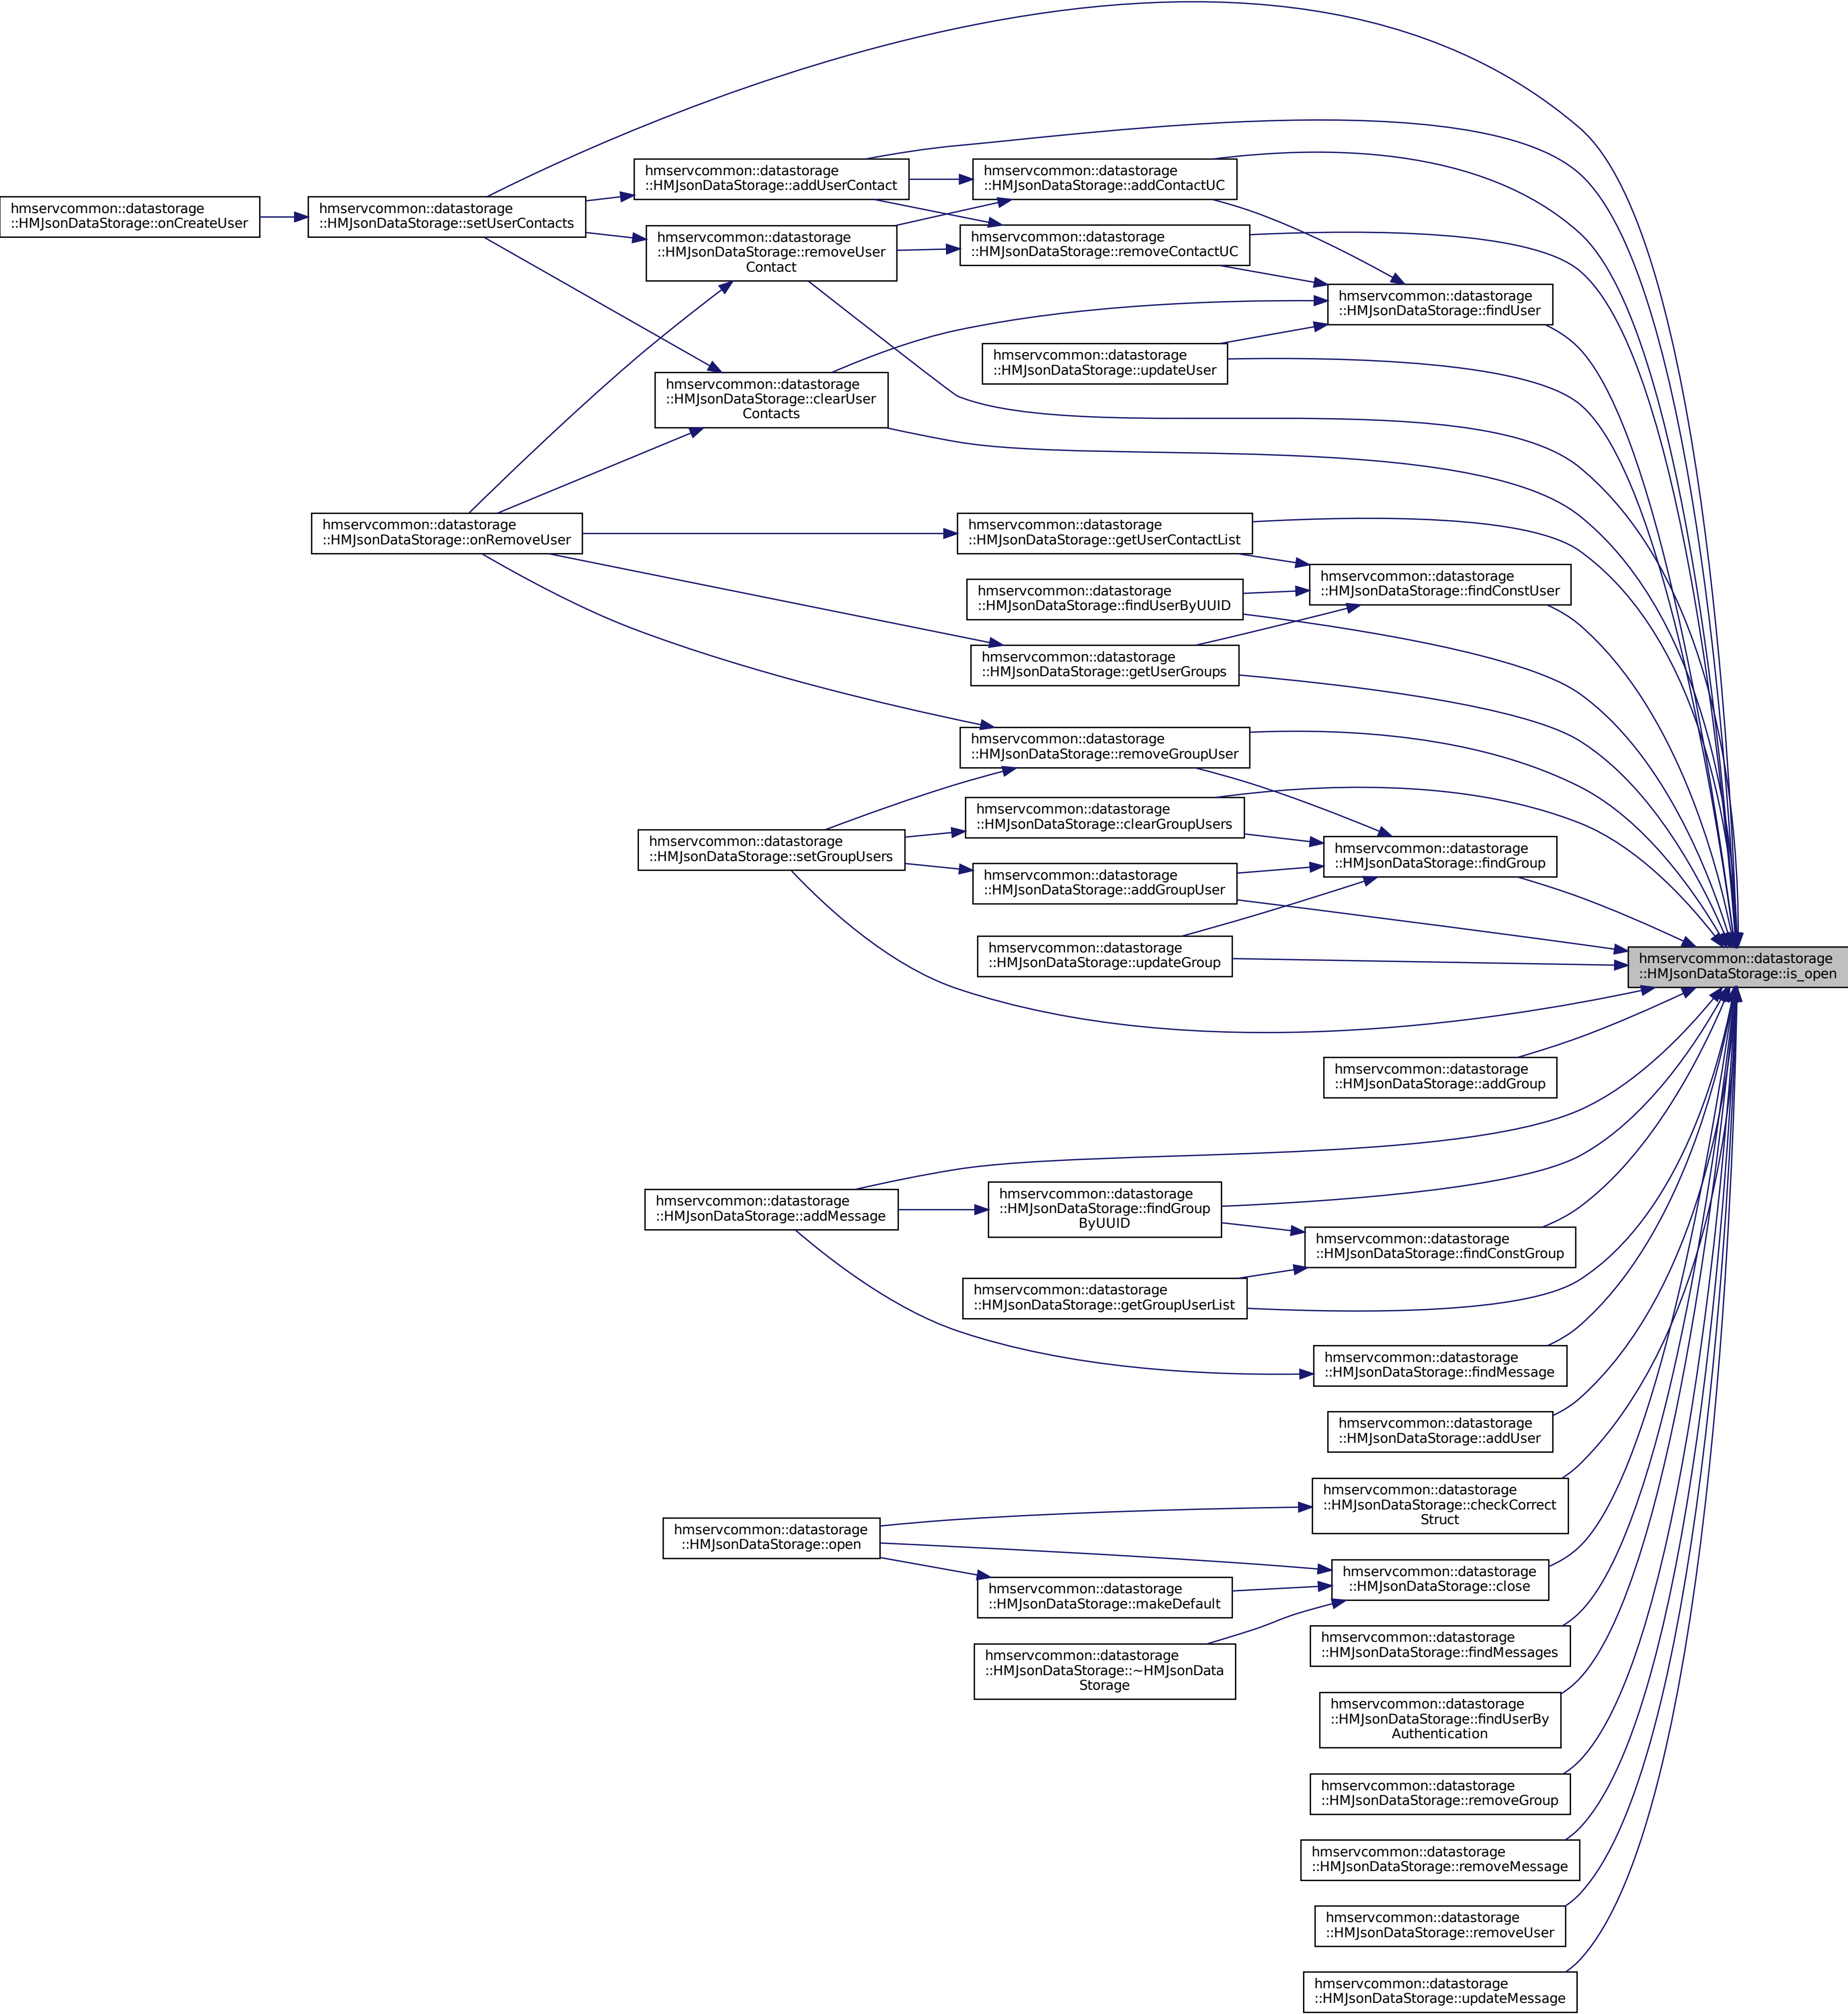 hmservcommon::datastorage
::HMJsonDataStorage::onCreateUser
hmservcommon::datastorage
::HMJsonDataStorage::setUserContacts
hmservcommon::datastorage
::HMJsonDataStorage::addUserContact
hmservcommon::datastorage
::HMJsonDataStorage::addContactUC
hmservcommon::datastorage
::HMJsonDataStorage::removeUser
Contact
hmservcommon::datastorage
::HMJsonDataStorage::removeContactUC
hmservcommon::datastorage
::HMJsonDataStorage::findUser
hmservcommon::datastorage
::HMJsonDataStorage::updateUser
hmservcommon::datastorage
::HMJsonDataStorage::clearUser
Contacts
hmservcommon::datastorage
::HMJsonDataStorage::onRemoveUser
hmservcommon::datastorage
::HMJsonDataStorage::getUserContactList
hmservcommon::datastorage
::HMJsonDataStorage::findConstUser
hmservcommon::datastorage
::HMJsonDataStorage::findUserByUUID
hmservcommon::datastorage
::HMJsonDataStorage::getUserGroups
hmservcommon::datastorage
::HMJsonDataStorage::removeGroupUser
hmservcommon::datastorage
::HMJsonDataStorage::clearGroupUsers
hmservcommon::datastorage
::HMJsonDataStorage::setGroupUsers
hmservcommon::datastorage
::HMJsonDataStorage::findGroup
hmservcommon::datastorage
::HMJsonDataStorage::addGroupUser
hmservcommon::datastorage
::HMJsonDataStorage::updateGroup
hmservcommon::datastorage
::HMJsonDataStorage::is_open
hmservcommon::datastorage
::HMJsonDataStorage::addGroup
hmservcommon::datastorage
::HMJsonDataStorage::addMessage
hmservcommon::datastorage
::HMJsonDataStorage::findGroup
ByUUID
hmservcommon::datastorage
::HMJsonDataStorage::findConstGroup
hmservcommon::datastorage
::HMJsonDataStorage::getGroupUserList
hmservcommon::datastorage
::HMJsonDataStorage::findMessage
hmservcommon::datastorage
::HMJsonDataStorage::addUser
hmservcommon::datastorage
::HMJsonDataStorage::checkCorrect
Struct
hmservcommon::datastorage
::HMJsonDataStorage::open
hmservcommon::datastorage
::HMJsonDataStorage::close
hmservcommon::datastorage
::HMJsonDataStorage::makeDefault
hmservcommon::datastorage
::HMJsonDataStorage::findMessages
hmservcommon::datastorage
::HMJsonDataStorage::~HMJsonData
Storage
hmservcommon::datastorage
::HMJsonDataStorage::findUserBy
Authentication
hmservcommon::datastorage
::HMJsonDataStorage::removeGroup
hmservcommon::datastorage
::HMJsonDataStorage::removeMessage
hmservcommon::datastorage
::HMJsonDataStorage::removeUser
hmservcommon::datastorage
::HMJsonDataStorage::updateMessage